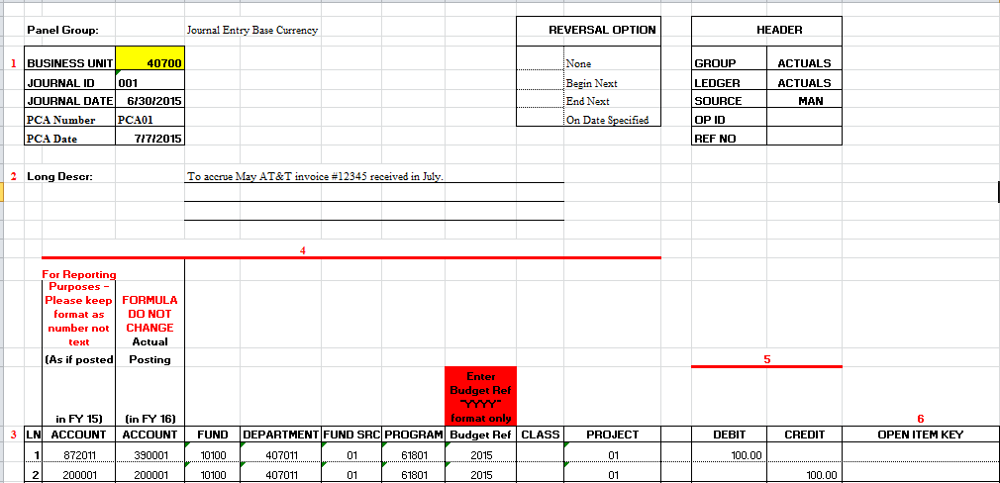 Panel Group: Journal Entry Base Currency REVERSAL OPTION HEADER
1 BUSINESS UNIT 40700 None GROUP ACTUALS
JOURNAL ID 001 Begin Next LEDGER ACTUALS
JOURNAL DATE 6/30/2015 End Next SOURCE MAN
PCA Number PCA01 On Date Specified OP ID
PCA Date 7/7/2015 REF NO
2 Long Descr: To accrue May AT&T invoice #12345 received in July.
4
For Reporting
Purposes -
Please keep FORMULA
format as DO NOT
number not CHANGE
text Actual
(As if posted Posting 5
Enter
Budget Ref
"YYYY"
in FY 15) (in FY 16) format only 6
3 LN ACCOUNT ACCOUNT FUND DEPARTMENT FUND SRC PROGRAM Budget Ref CLASS PROJECT DEBIT CREDIT OPEN ITEM KEY
1 872011 390001 10100 407011 01 61801 2015 01 100.00
2 200001 200001 10100 407011 01 61801 2015 01 100.00